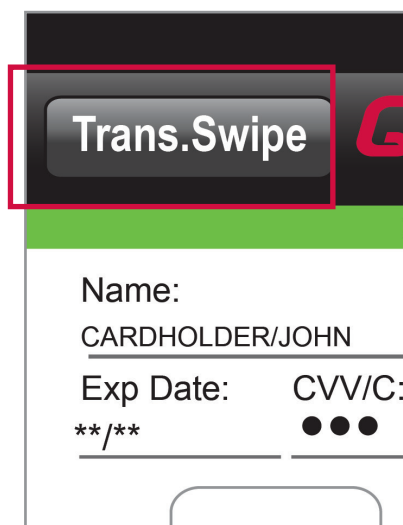 Trans.Swipe
Name:
CARDHOLDER/JOHN
Exp Date: CVV/C:
**/** ●●●